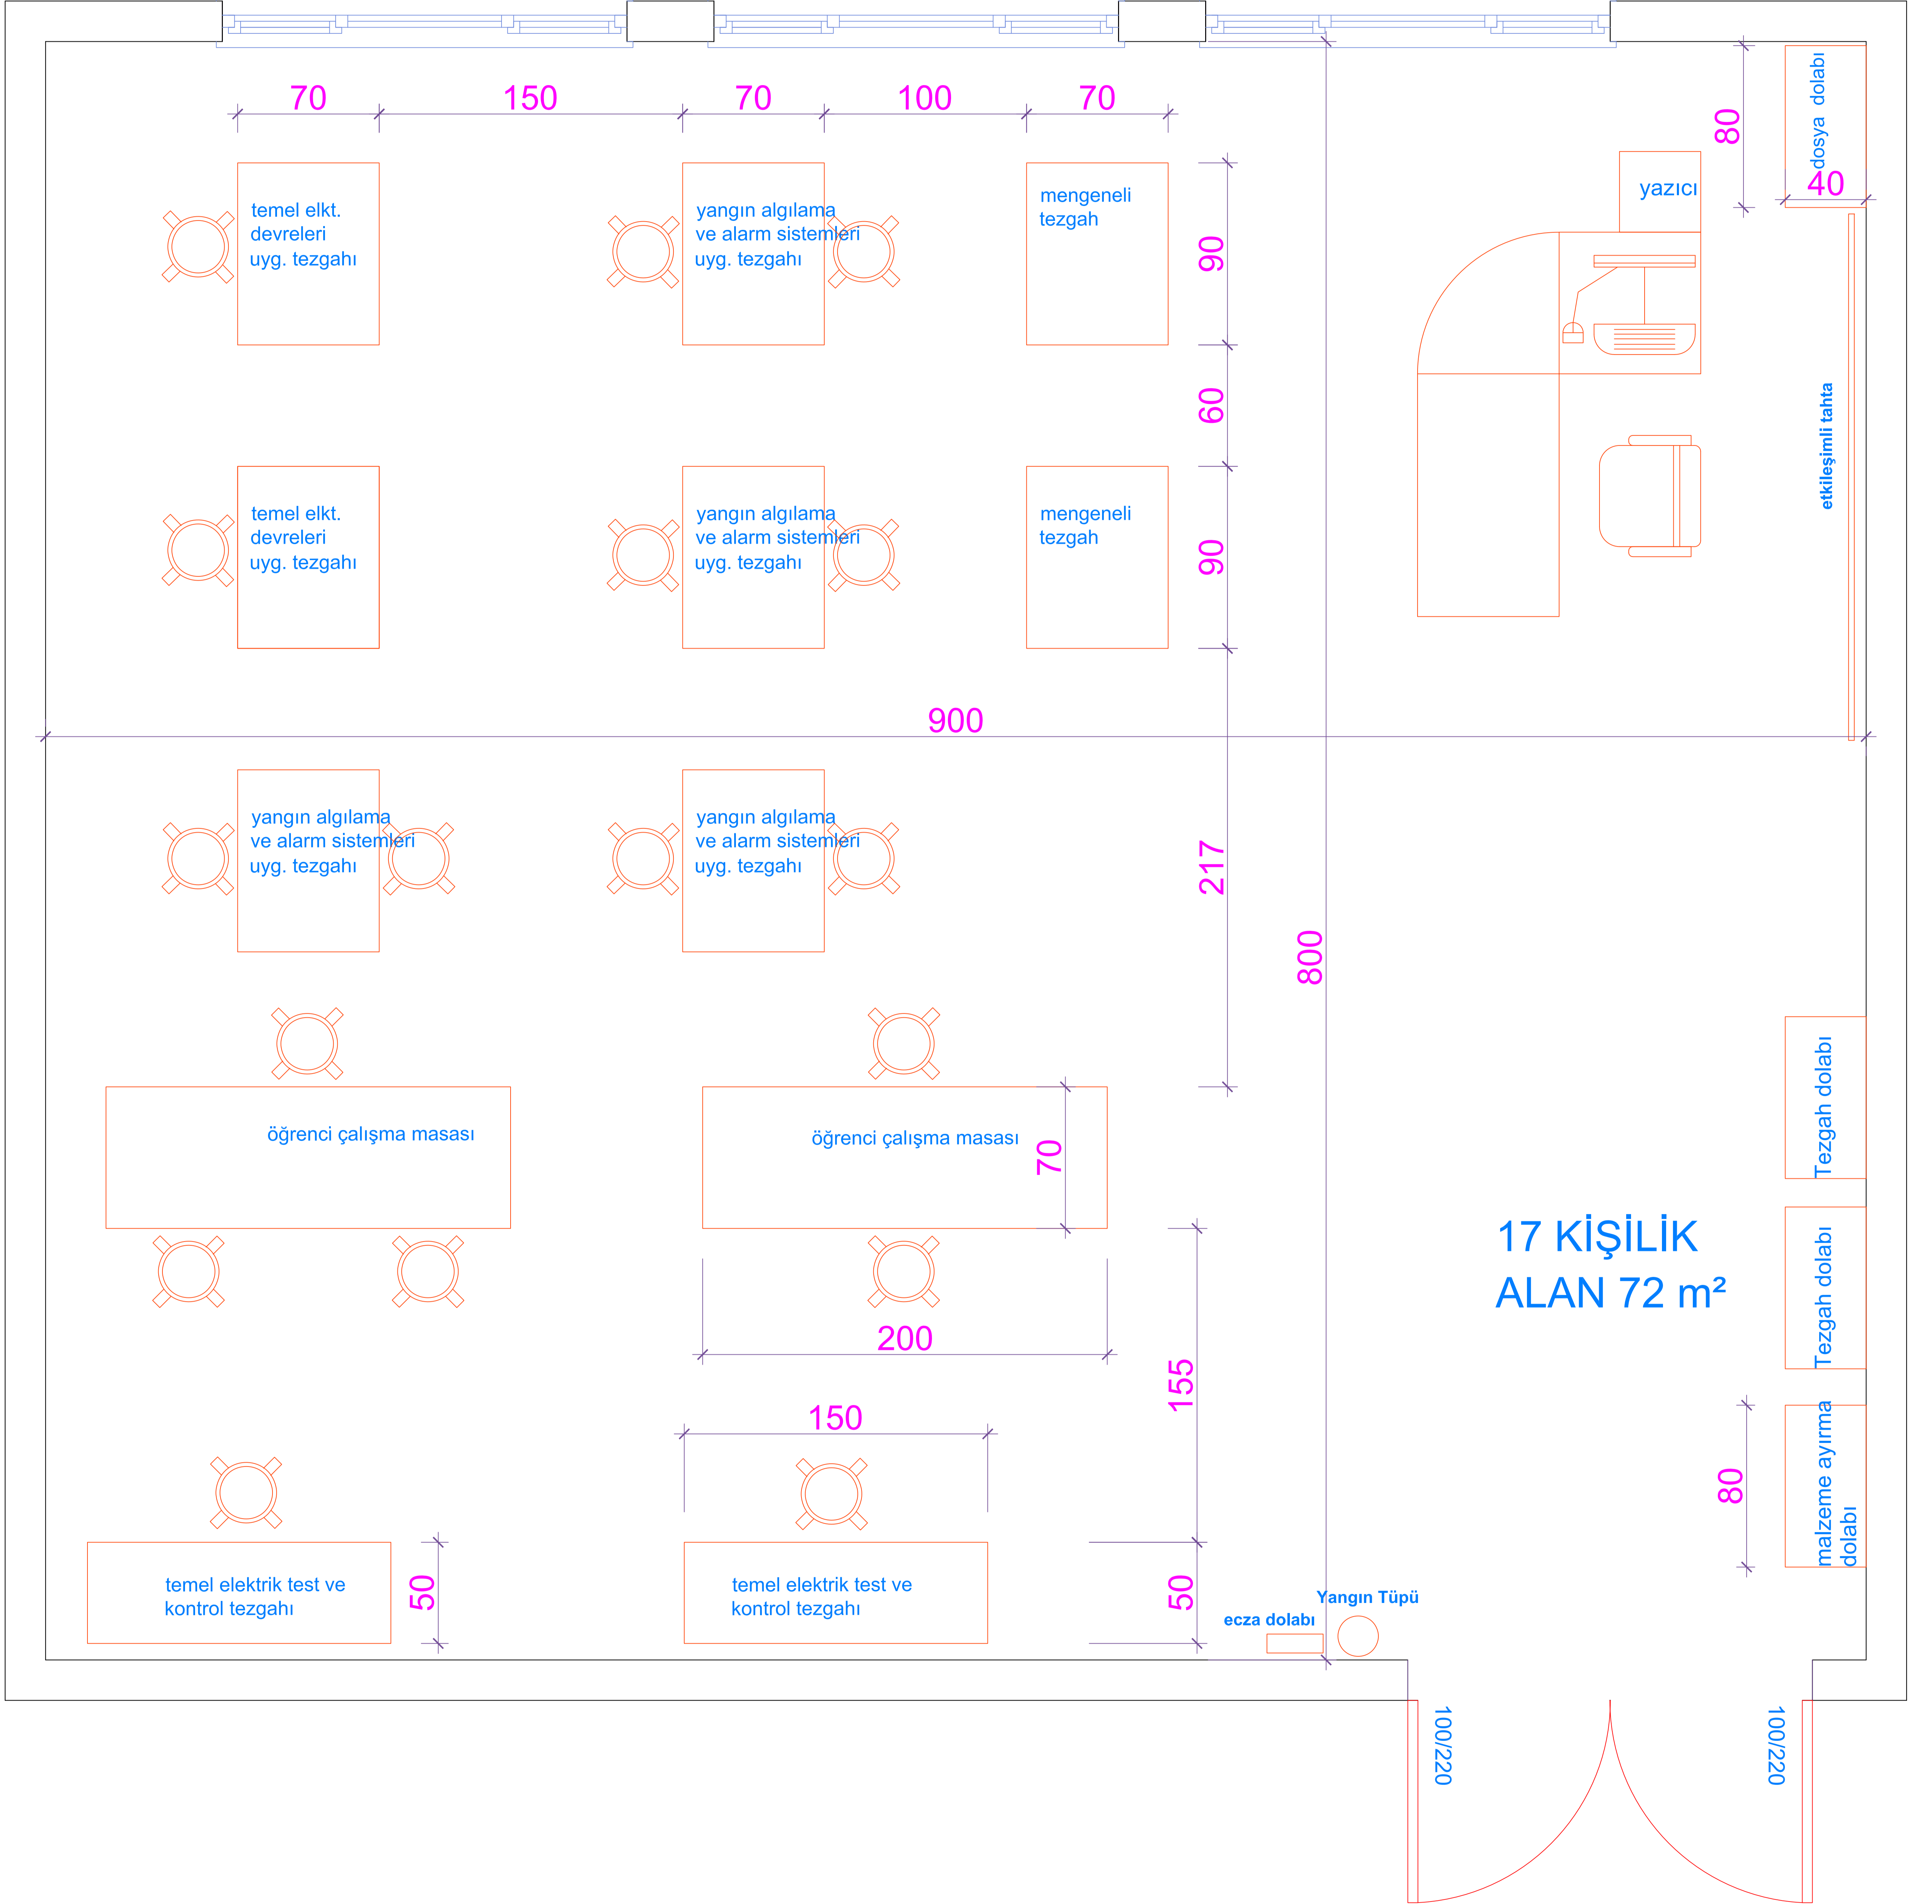 70
150
70
100
70
dosya dolabı
80
40
yazıcı
temel elkt.
devreleri
uyg. tezgahı
yangın algılama
ve alarm sistemleri
uyg. tezgahı
mengeneli
tezgah
90
60
etkileşimli tahta
temel elkt.
devreleri
uyg. tezgahı
yangın algılama
ve alarm sistemleri
uyg. tezgahı
mengeneli
tezgah
90
900
yangın algılama
ve alarm sistemleri
uyg. tezgahı
yangın algılama
ve alarm sistemleri
uyg. tezgahı
217
800
öğrenci çalışma masası
öğrenci çalışma masası
70
Tezgah dolabı
17 KİŞİLİK
ALAN 72 m²
Tezgah dolabı
200
155
150
malzeme ayırma
dolabı
80
temel elektrik test ve
kontrol tezgahı
50
temel elektrik test ve
kontrol tezgahı
50
Yangın Tüpü
ecza dolabı
100/220
100/220